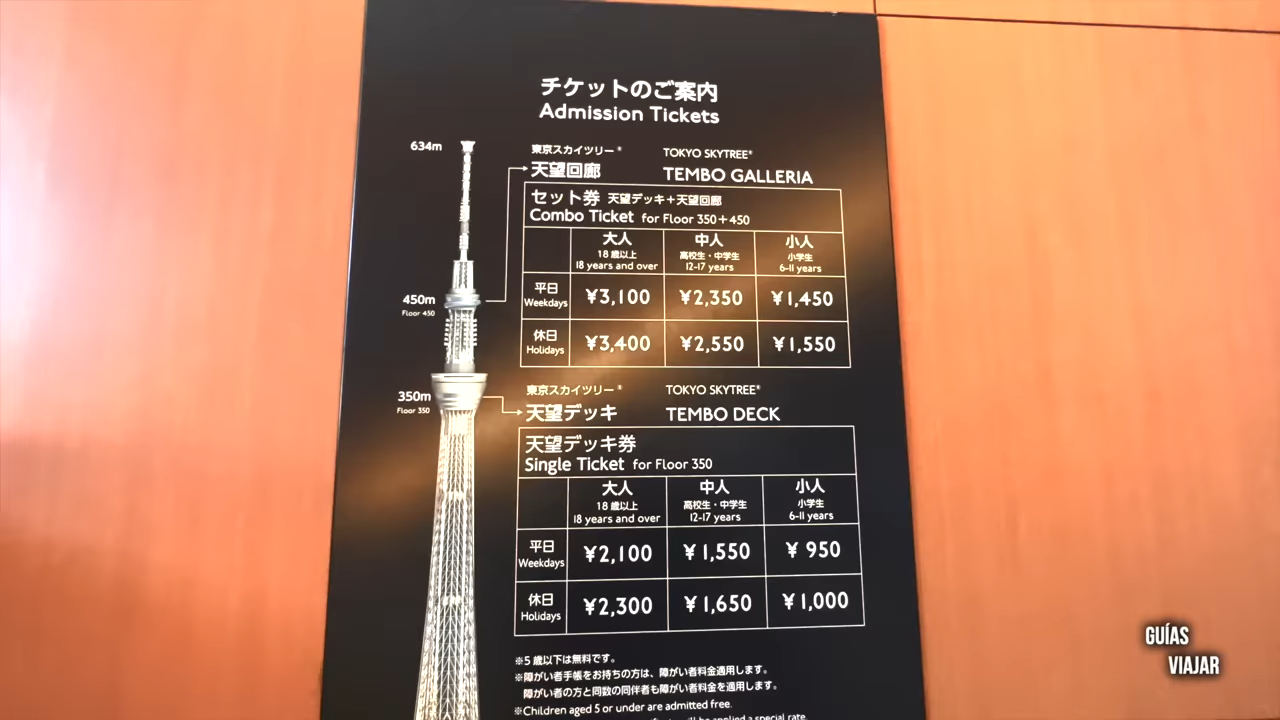 チケットのご案内
Admission Tickets
634m
東京スカイツリー® TOKYO SKYTREE®
天望回廊 TEMBO GALLERIA
セット券 天望デッキ+天望回廊
Combo Ticket for Floor 350+450
大人 中人 小人
18歳以上 高校生・中学生 小学生
18 years and over 12-17 years 6-11 years
450m
Floor 450
平日
Weekdays ¥3,100 ¥2,350 ¥1,450
休日
Holidays ¥3,400 ¥2,550 ¥1,550
350m
Floor 350
東京スカイツリー® TOKYO SKYTREE®
天望デッキ TEMBO DECK
天望デッキ券
Single Ticket for Floor 350
大人 中人 小人
18歳以上 高校生・中学生 小学生
18 years and over 12-17 years 6-11 years
平日
Weekdays ¥2,100 ¥1,550 ¥ 950
休日
Holidays ¥2,300 ¥1,650 ¥1,000
※5歳以下は無料です。
※障がい者手帳をお持ちの方は、障がい者料金適用します。
障がい者の方と同数の同伴者も障がい者料金を適用します。
※Children aged 5 or under are admitted free.
will be applied a special rate.
GUÍAS
VIAJAR